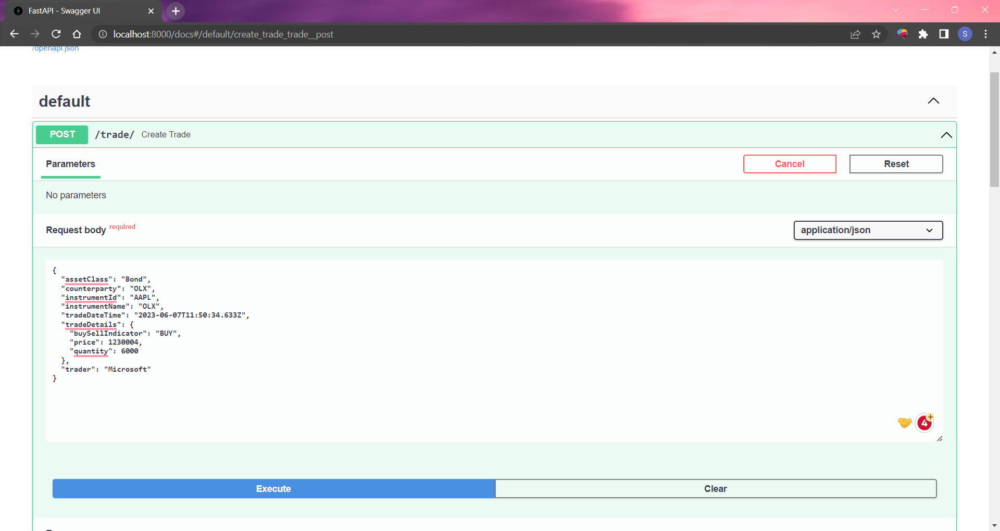 FastAPI - Swagger UI
localhost:8000/docs#/default/create_trade_trade__post
S
/openapi.json
default
POST /trade/ Create Trade
Parameters
Cancel
Reset
No parameters
Request body required
application/json
{
"assetClass": "Bond",
"counterparty": "OLX",
"instrumentId": "AAPL",
"instrumentName": "OLX",
"tradeDateTime": "2023-06-07T11:50:34.633Z",
"tradeDetails": {
"buySellIndicator": "BUY",
"price": 1230004,
"quantity": 6000
},
"trader": "Microsoft"
}
4
Execute
Clear